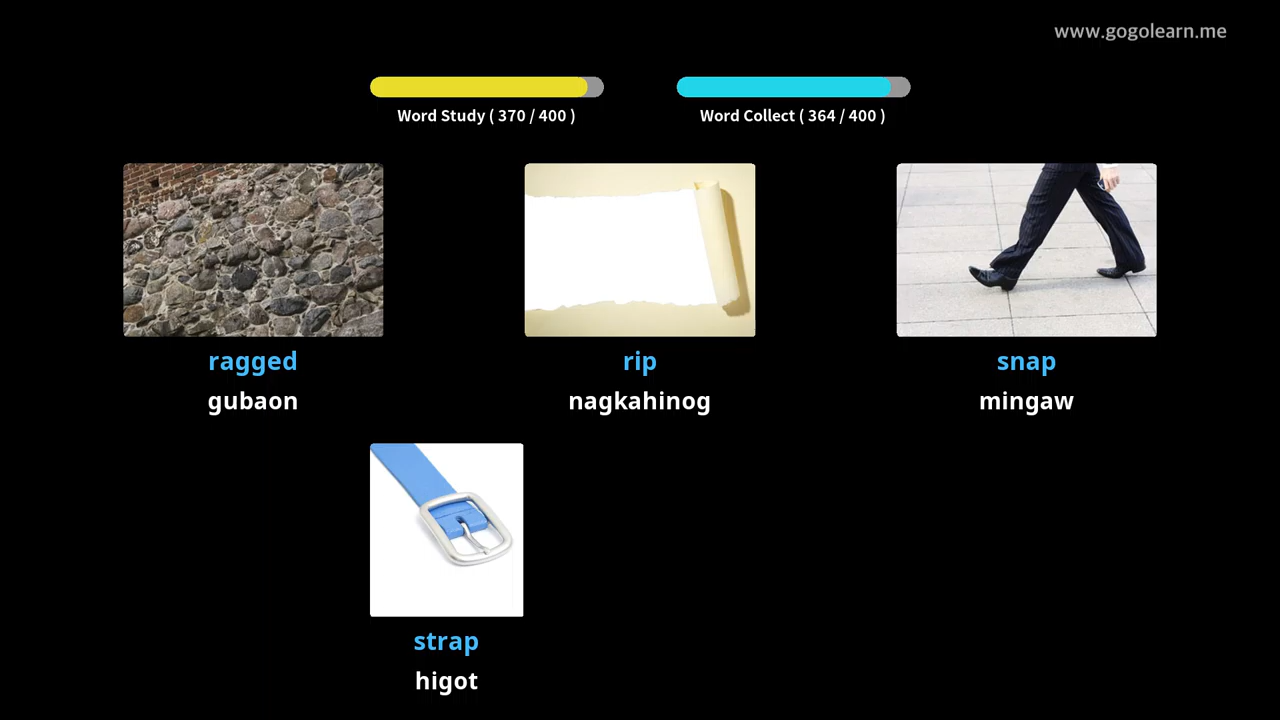 www.gogolearn.me
Word Study ( 370 / 400 )
Word Collect ( 364 / 400 )
ragged
gubaon
rip
nagkahinog
snap
mingaw
strap
higot